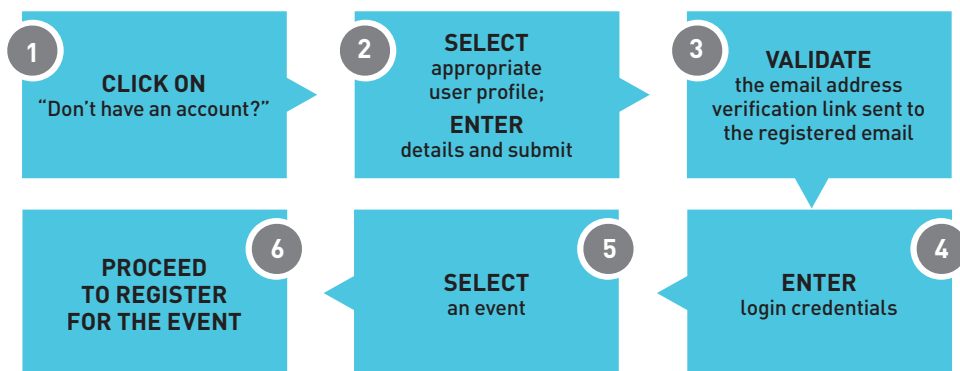 1
CLICK ON
“Don’t have an account?”
2
SELECT
appropriate
user profile;
ENTER
details and submit
3
VALIDATE
the email address
verification link sent to
the registered email
4
ENTER
login credentials
5
SELECT
an event
6
PROCEED
TO REGISTER
FOR THE EVENT